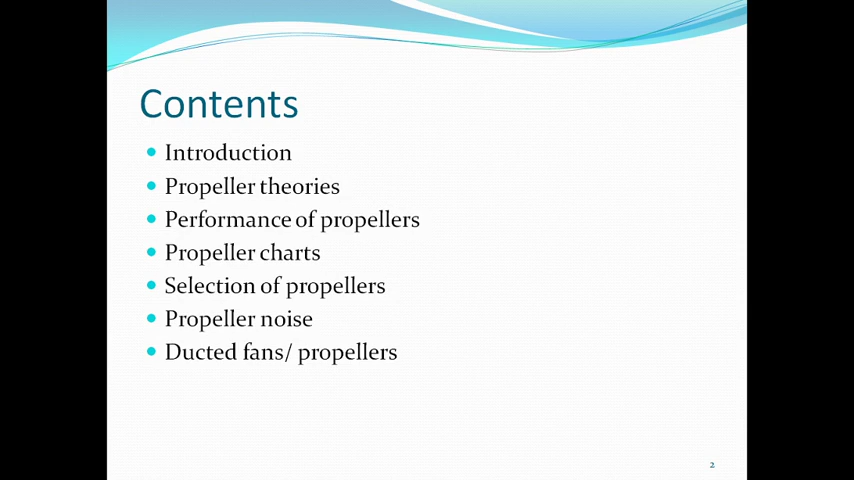 Contents
• Introduction
• Propeller theories
• Performance of propellers
• Propeller charts
• Selection of propellers
• Propeller noise
• Ducted fans/ propellers
2